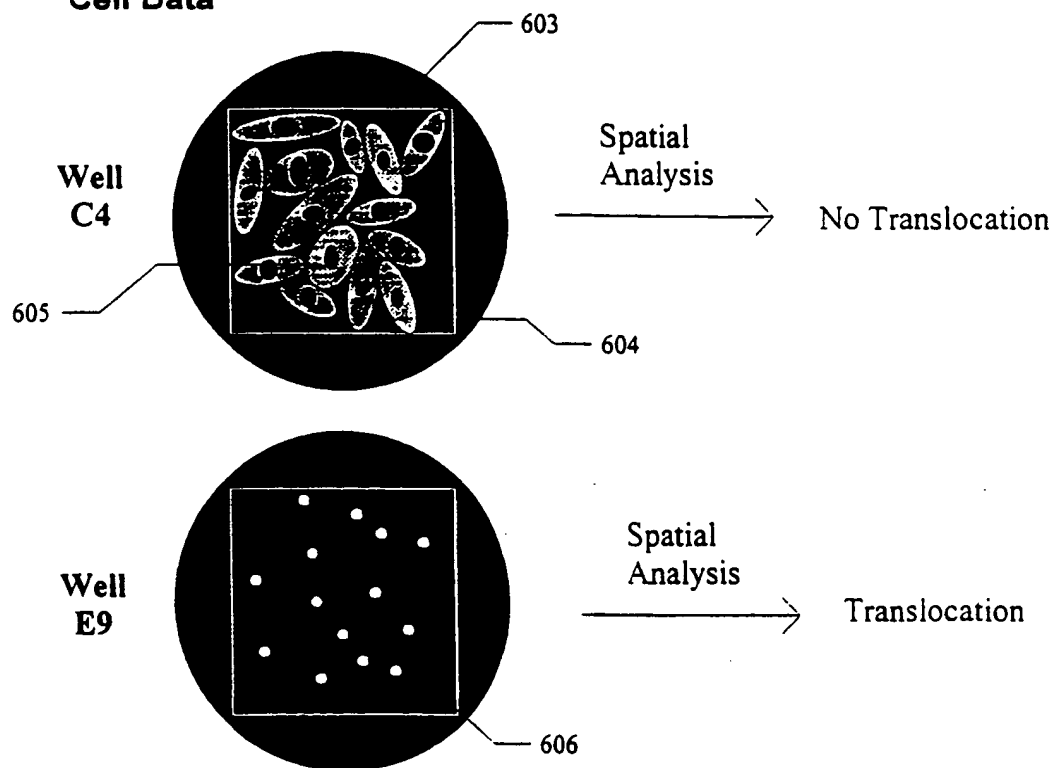 Cell Data
603
Well
C4
Spatial
Analysis
No Translocation
605
604
Well
E9
Spatial
Analysis
Translocation
606